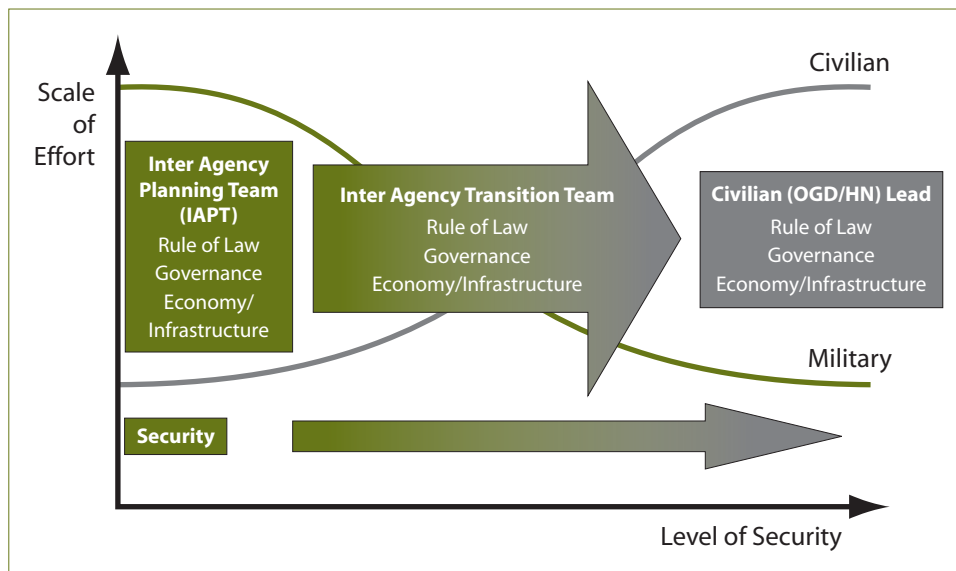 Scale
of
Effort
Civilian
Inter Agency
Planning Team
(IAPT)
Rule of Law
Governance
Economy/
Infrastructure
Inter Agency Transition Team
Rule of Law
Governance
Economy/Infrastructure
Civilian (OGD/HN) Lead
Rule of Law
Governance
Economy/Infrastructure
Military
Security
Level of Security